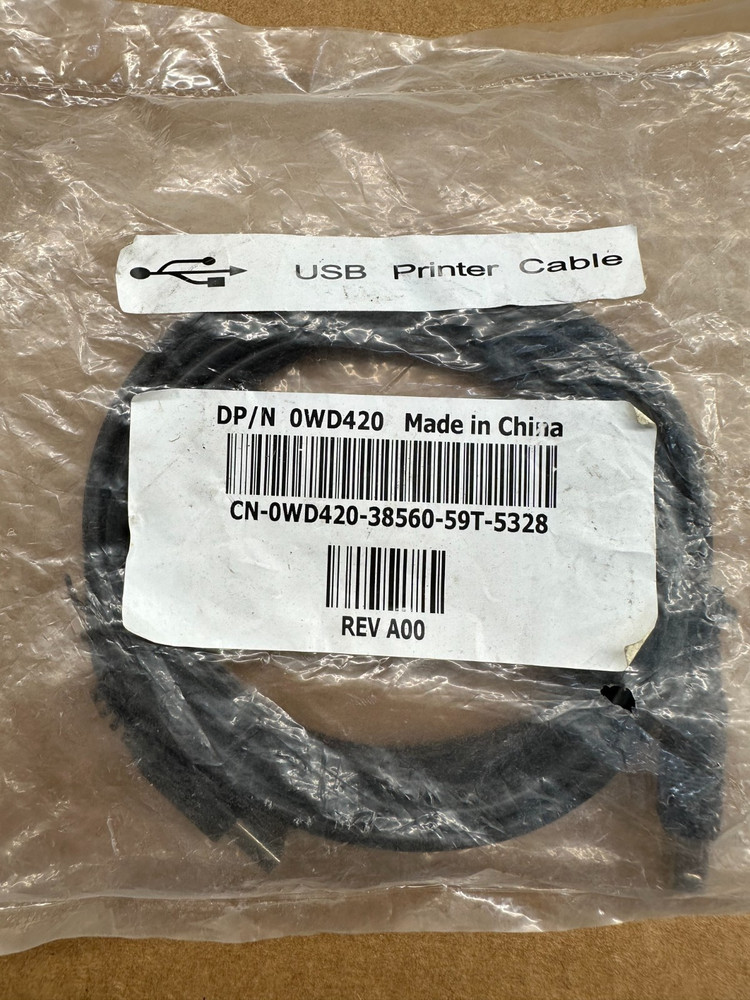 USB Printer Cable
DP/N 0WD420 Made in China
CN-0WD420-38560-59T-5328
REV A00